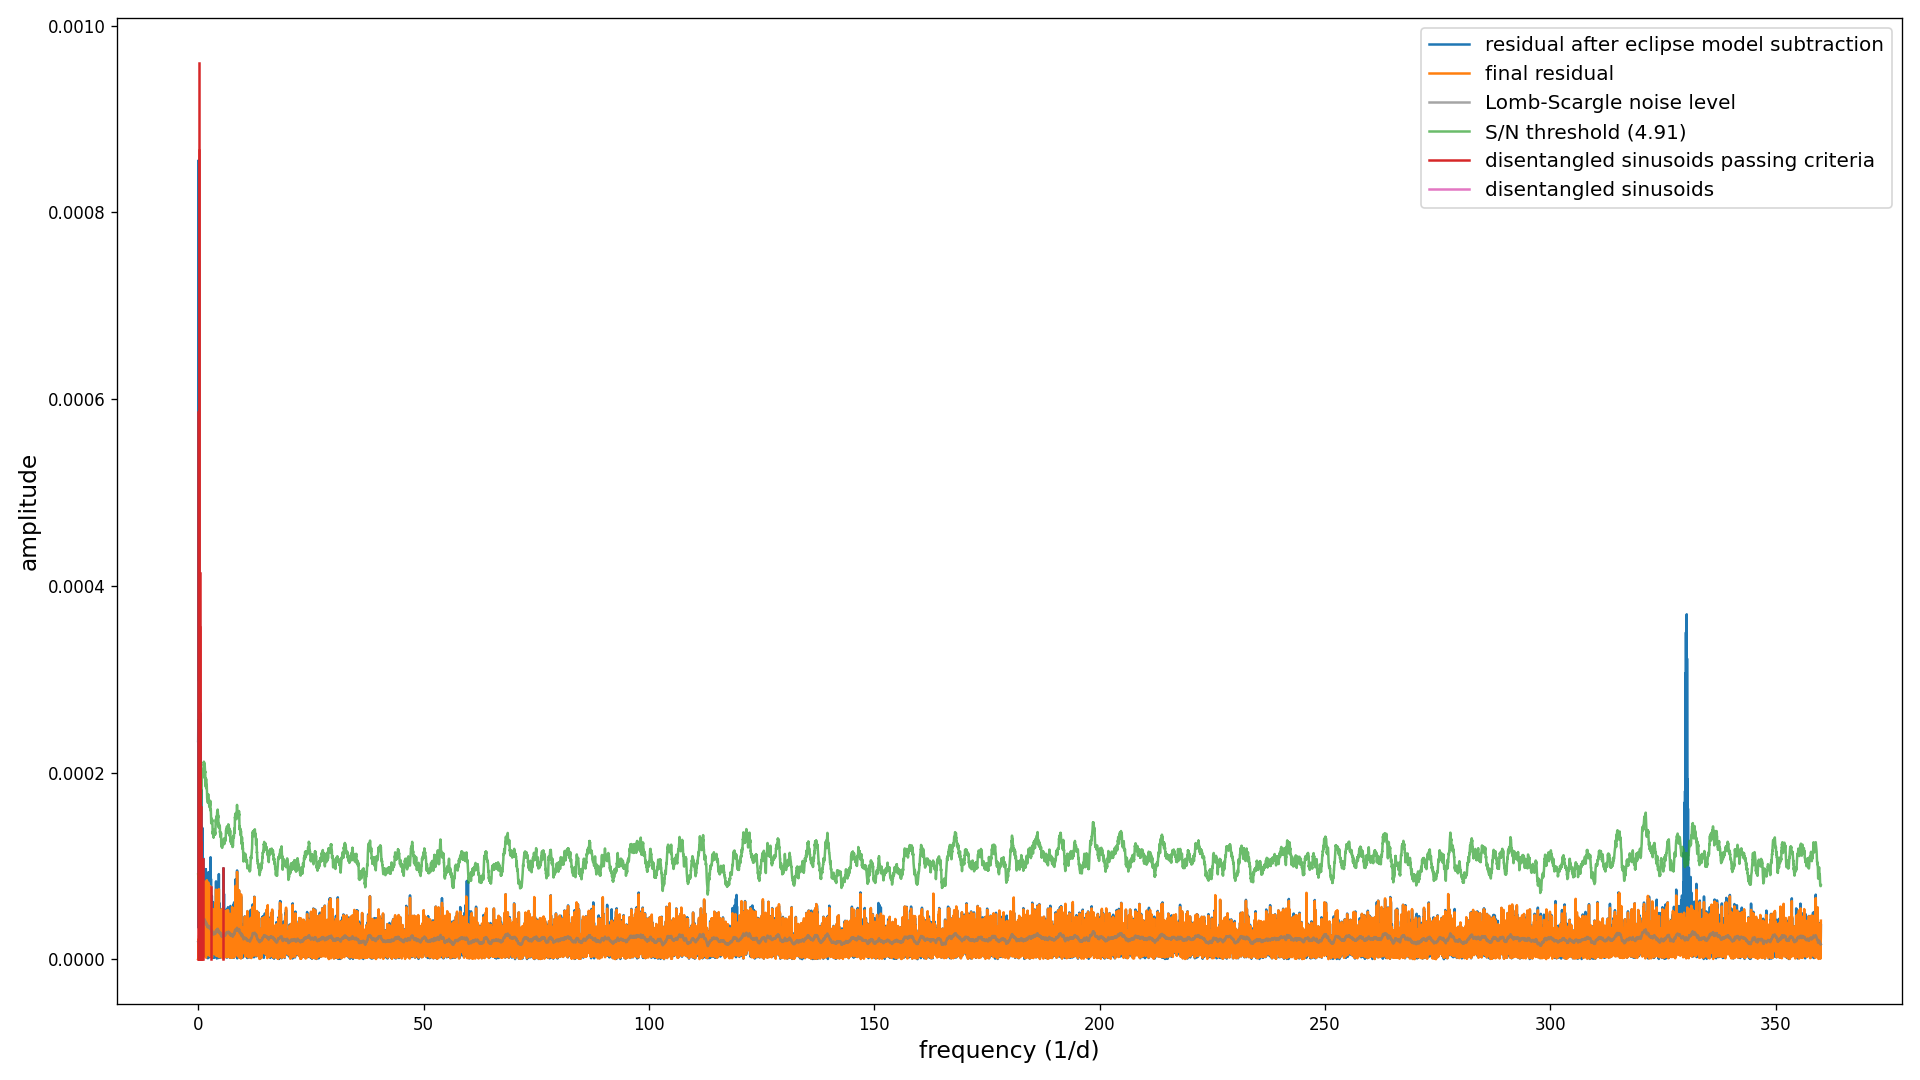 0.0010
0.0008
0.0006
0.0004
0.0002
0.0000
amplitude
0
50
100
150
200
250
300
350
frequency (1/d)
residual after eclipse model subtraction
final residual
Lomb-Scargle noise level
S/N threshold (4.91)
disentangled sinusoids passing criteria
disentangled sinusoids